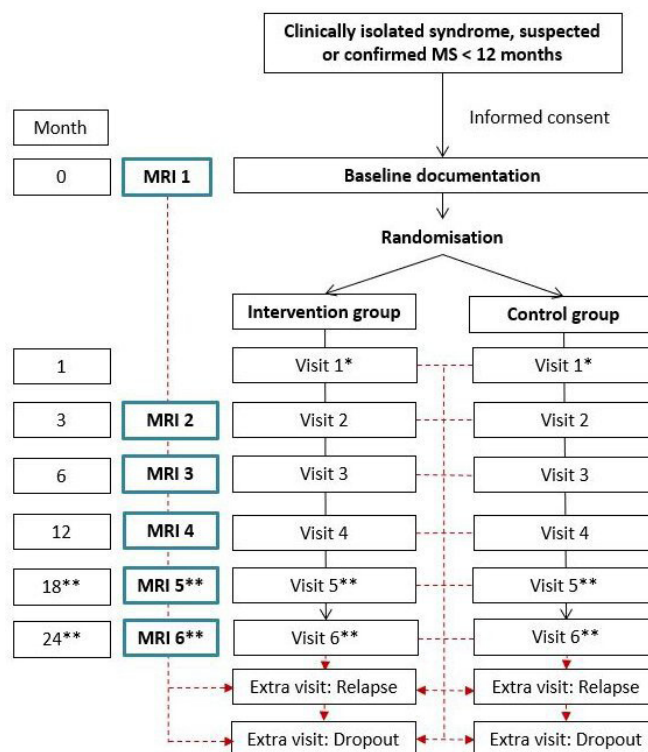 Clinically isolated syndrome, suspected
or confirmed MS < 12 months
Informed consent
Month
0
MRI 1
Baseline documentation
Randomisation
Intervention group
Control group
1
Visit 1*
Visit 1*
3
MRI 2
Visit 2
Visit 2
6
MRI 3
Visit 3
Visit 3
12
MRI 4
Visit 4
Visit 4
18**
MRI 5**
Visit 5**
Visit 5**
24**
MRI 6**
Visit 6**
Visit 6**
Extra visit: Relapse
Extra visit: Relapse
Extra visit: Dropout
Extra visit: Dropout